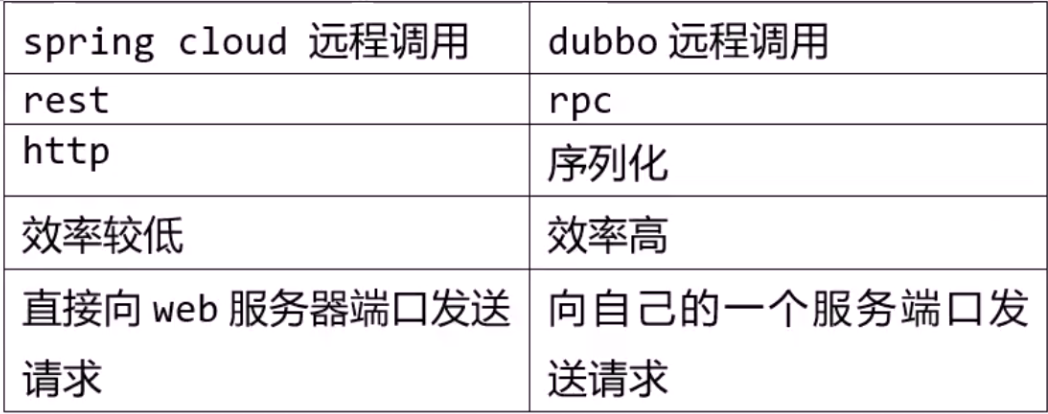 spring cloud 远程调用
dubbo 远程调用
rest
rpc
http
序列化
效率较低
效率高
直接向 web 服务器端口发送
请求
向自己的一个服务端口发
送请求